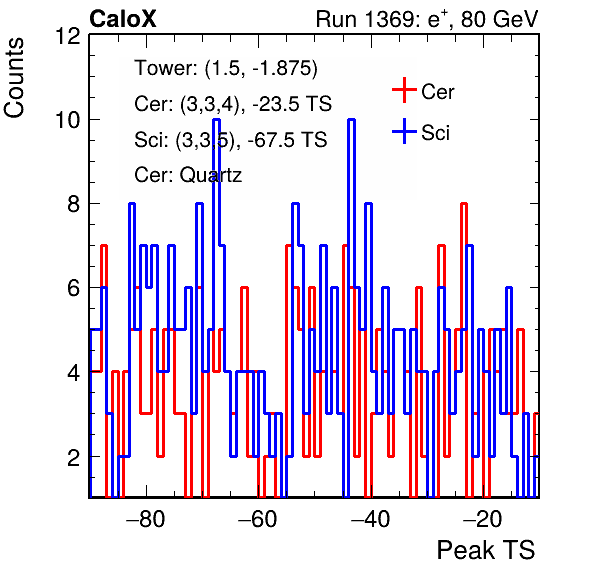 CaloX Run 1369: e+, 80 GeV
Counts
12
10
8
6
4
2
Tower: (1.5, -1.875)
Cer: (3,3,4), -23.5 TS
Sci: (3,3,5), -67.5 TS
Cer: Quartz
Cer
Sci
−80 −60 −40 −20
Peak TS